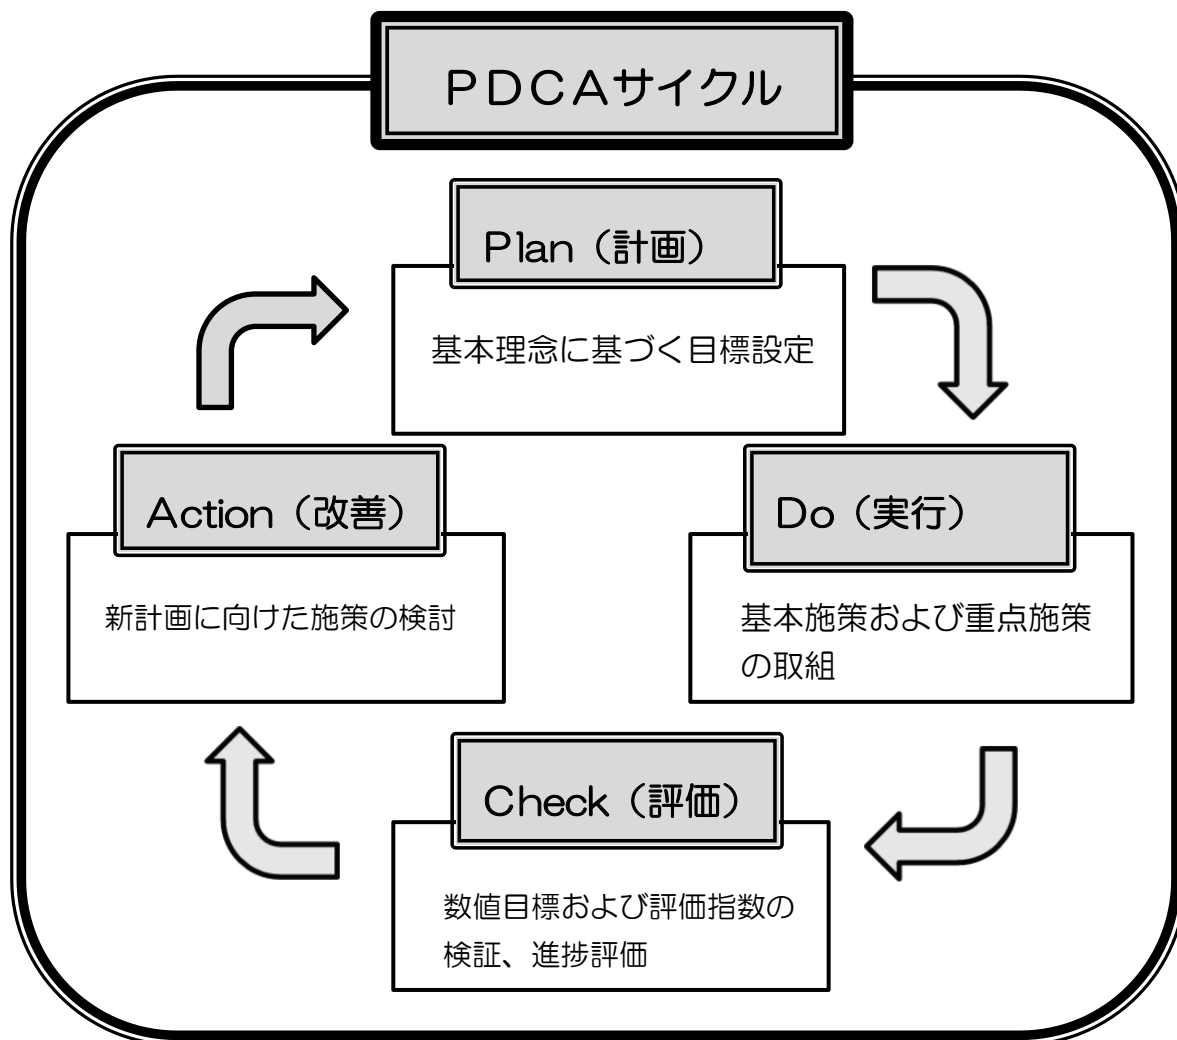 PDCAサイクル
Plan（計画）
基本理念に基づく目標設定
Action（改善）
新計画に向けた施策の検討
Do（実行）
基本施策および重点施策
の取組
Check（評価）
数値目標および評価指数の
検証、進捗評価